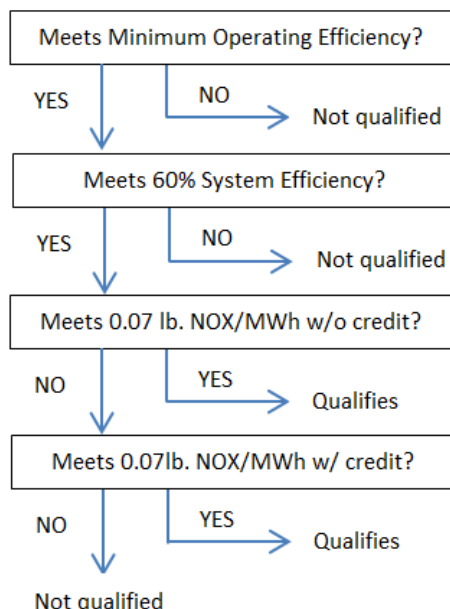 Meets Minimum Operating Efficiency?
YES
NO
Not qualified
Meets 60% System Efficiency?
YES
NO
Not qualified
Meets 0.07 lb. NOX/MWh w/o credit?
NO
YES
Qualifies
Meets 0.07lb. NOX/MWh w/ credit?
NO
YES
Qualifies
Not qualified